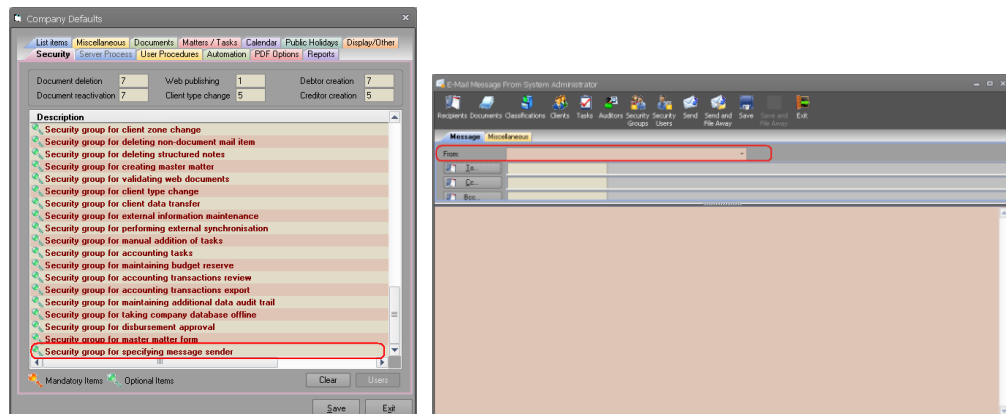 Company Defaults
List items Miscellaneous Documents Matters / Tasks Calendar Public Holidays Display/Other
Security Server Process User Procedures Automation PDF Options Reports
Document deletion 7 Web publishing 1 Debtor creation 7
Document reactivation 7 Client type change 5 Creditor creation 5
Description
Security group for client zone change
Security group for deleting non-document mail item
Security group for deleting structured notes
Security group for creating master matter
Security group for validating web documents
Security group for client type change
Security group for client data transfer
Security group for external information maintenance
Security group for performing external synchronisation
Security group for manual addition of tasks
Security group for accounting tasks
Security group for maintaining budget reserve
Security group for accounting transactions review
Security group for accounting transactions export
Security group for maintaining additional data audit trail
Security group for taking company database offline
Security group for disbursement approval
Security group for master matter form
Security group for specifying message sender
Mandatory Items Optional Items Clear Users
Save Exit
E-Mail Message From System Administrator
Recipients Documents Classifications Clients Tasks Auditors Security Groups Security Users Send Send and File Away Save Save and File Away Exit
Message Miscellaneous
From:
To...
Cc...
Bcc...